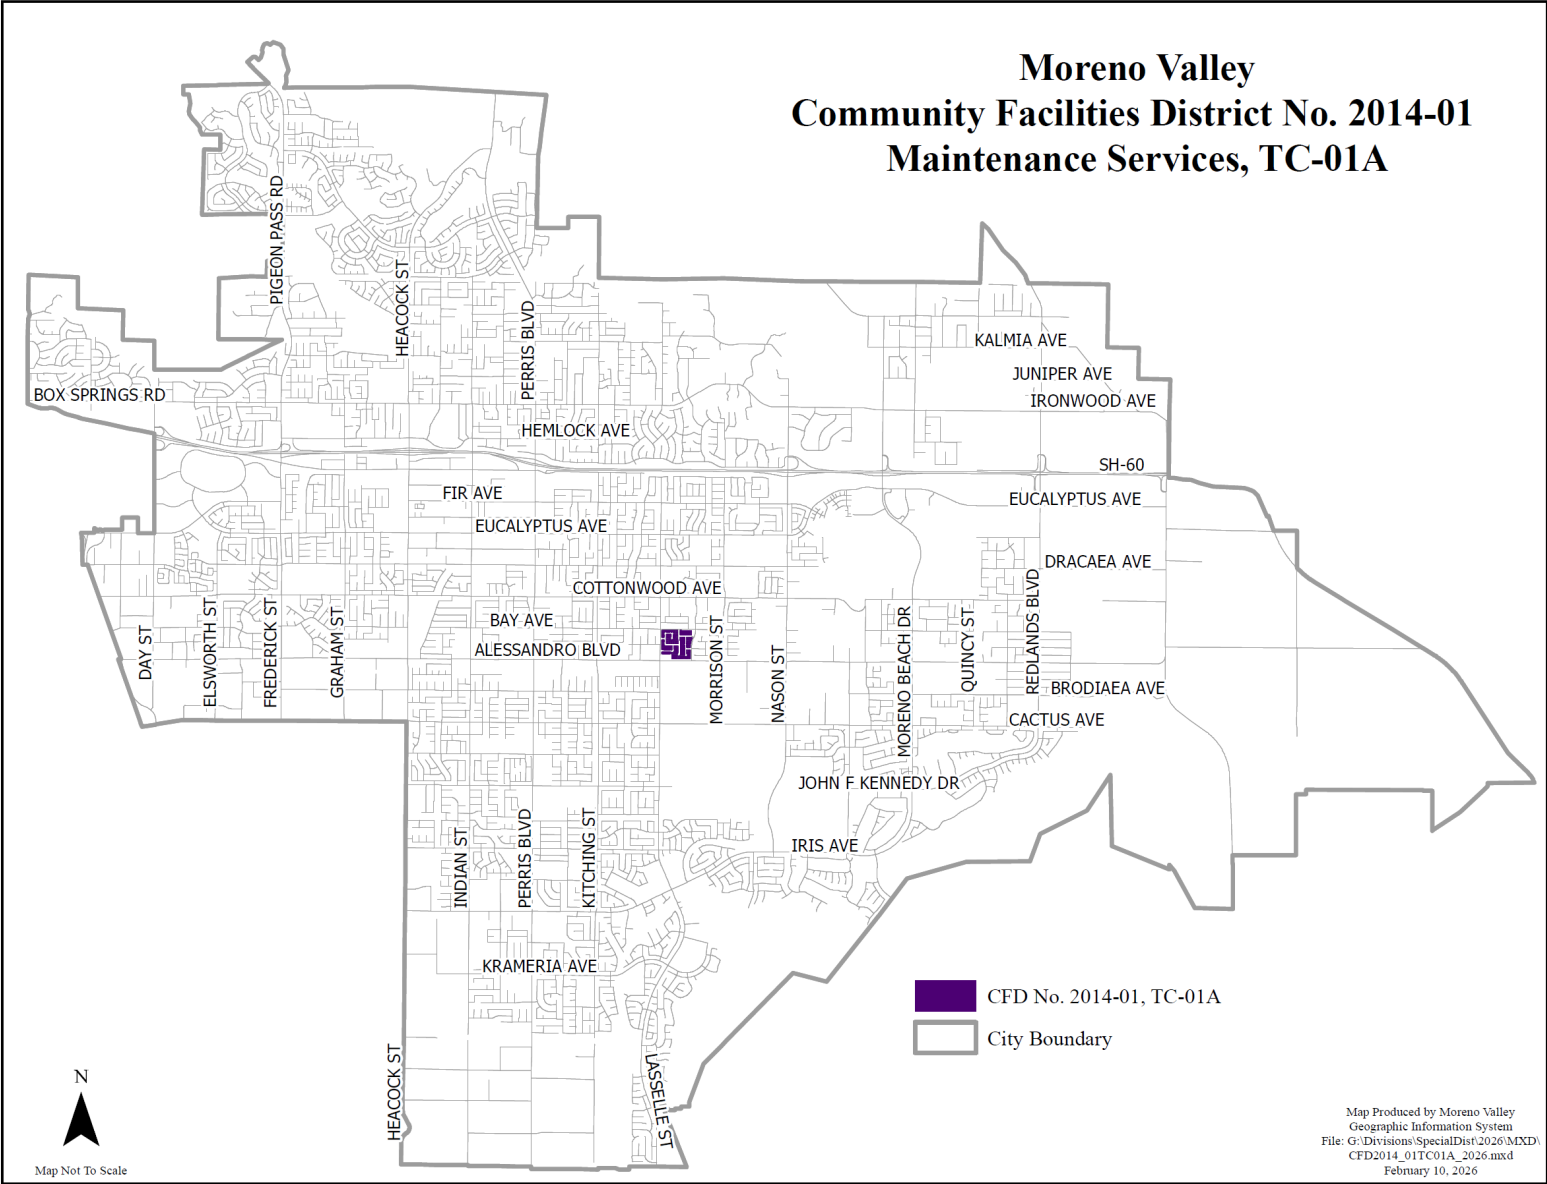 Moreno Valley
Community Facilities District No. 2014-01
Maintenance Services, TC-01A
PIGEON PASS RD
HEACOCK ST
PERRIS BLVD
KALMIA AVE
JUNIPER AVE
IRONWOOD AVE
BOX SPRINGS RD
HEMLOCK AVE
SH-60
FIR AVE
EUCALYPTUS AVE
EUCALYPTUS AVE
DRACAEA AVE
COTTONWOOD AVE
BAY AVE
ALESSANDRO BLVD
DAY ST
ELSWORTH ST
FREDERICK ST
GRAHAM ST
MORRISON ST
NASON ST
MORENO BEACH DR
QUINCY ST
REDLANDS BLVD
BRODIAEA AVE
CACTUS AVE
JOHN F KENNEDY DR
IRIS AVE
INDIAN ST
PERRIS BLVD
KITCHING ST
KRAMERIA AVE
HEACOCK ST
LASSELLE ST
CFD No. 2014-01, TC-01A
City Boundary
N
Map Not To Scale
Map Produced by Moreno Valley
Geographic Information System
File: G:\Divisions\SpecialDist\2026\MXD\
CFD2014_01TC01A_2026.mxd
February 10, 2026